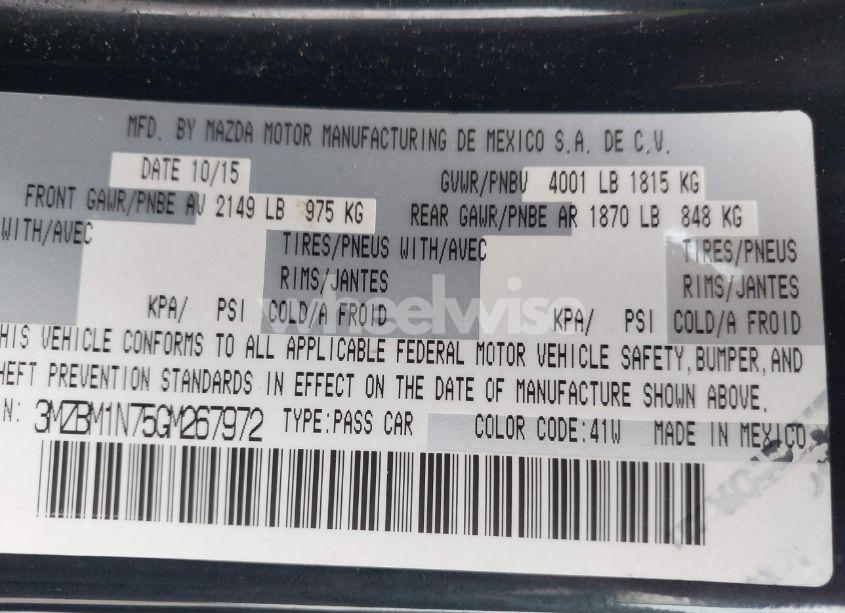 MFD. BY MAZDA MOTOR MANUFACTURING DE MEXICO S.A. DE C.V.
DATE 10/15 GVWR/PNBV 4001 LB 1815 KG
FRONT GAWR/PNBE AV 2149 LB 975 KG REAR GAWR/PNBE AR 1870 LB 848 KG
WITH/AVEC TIRES/PNEUS WITH/AVEC TIRES/PNEUS
RIMS/JANTES RIMS/JANTES
KPA/ PSI COLD/A FROID KPA/ PSI COLD/A FROID
wheelwise
HIS VEHICLE CONFORMS TO ALL APPLICABLE FEDERAL MOTOR VEHICLE SAFETY, BUMPER, AND
HEFT PREVENTION STANDARDS IN EFFECT ON THE DATE OF MANUFACTURE SHOWN ABOVE.
N: 3MZBM1N75GM267972 TYPE:PASS CAR COLOR CODE:41W MADE IN MEXICO